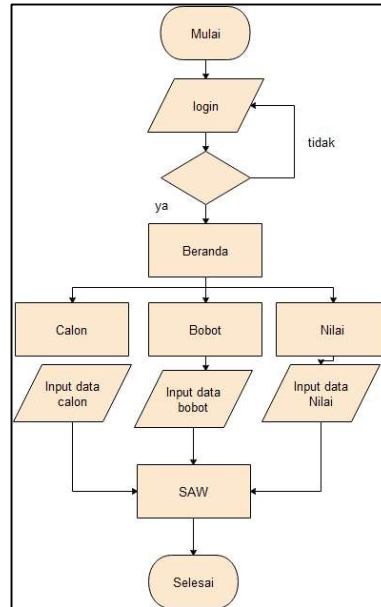 Mulai
login
tidak
ya
Beranda
Calon
Bobot
Nilai
Input data
calon
Input data
bobot
Input data
Nilai
SAW
Selesai